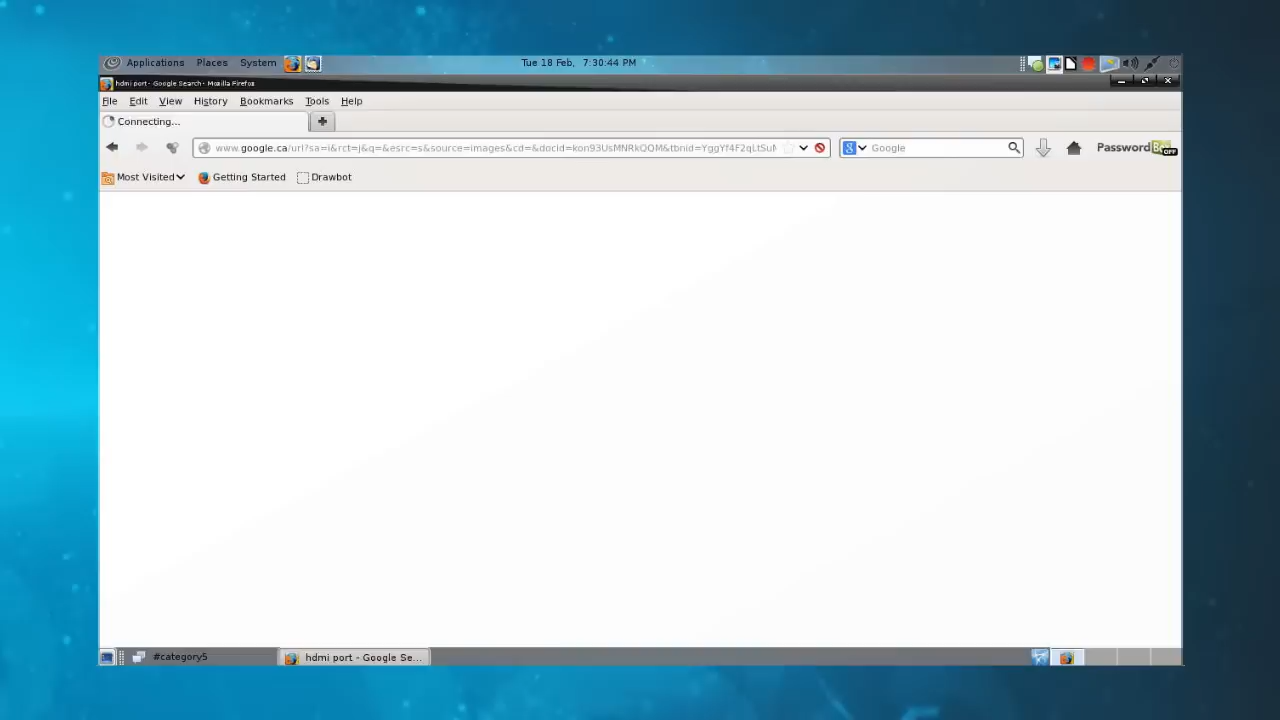 Applications Places System Tue 18 Feb, 7:30:44 PM
hdmi port - Google Search - Mozilla Firefox
File Edit View History Bookmarks Tools Help
Connecting...
www.google.ca/url?sa=i&rct=j&q=&esrc=s&source=images&cd=&docid=kon93UsMNRkQOM&tbnid=YggYf4F2qLtSuM Google Password OFF
Most Visited Getting Started Drawbot
#category5 hdmi port - Google Se...